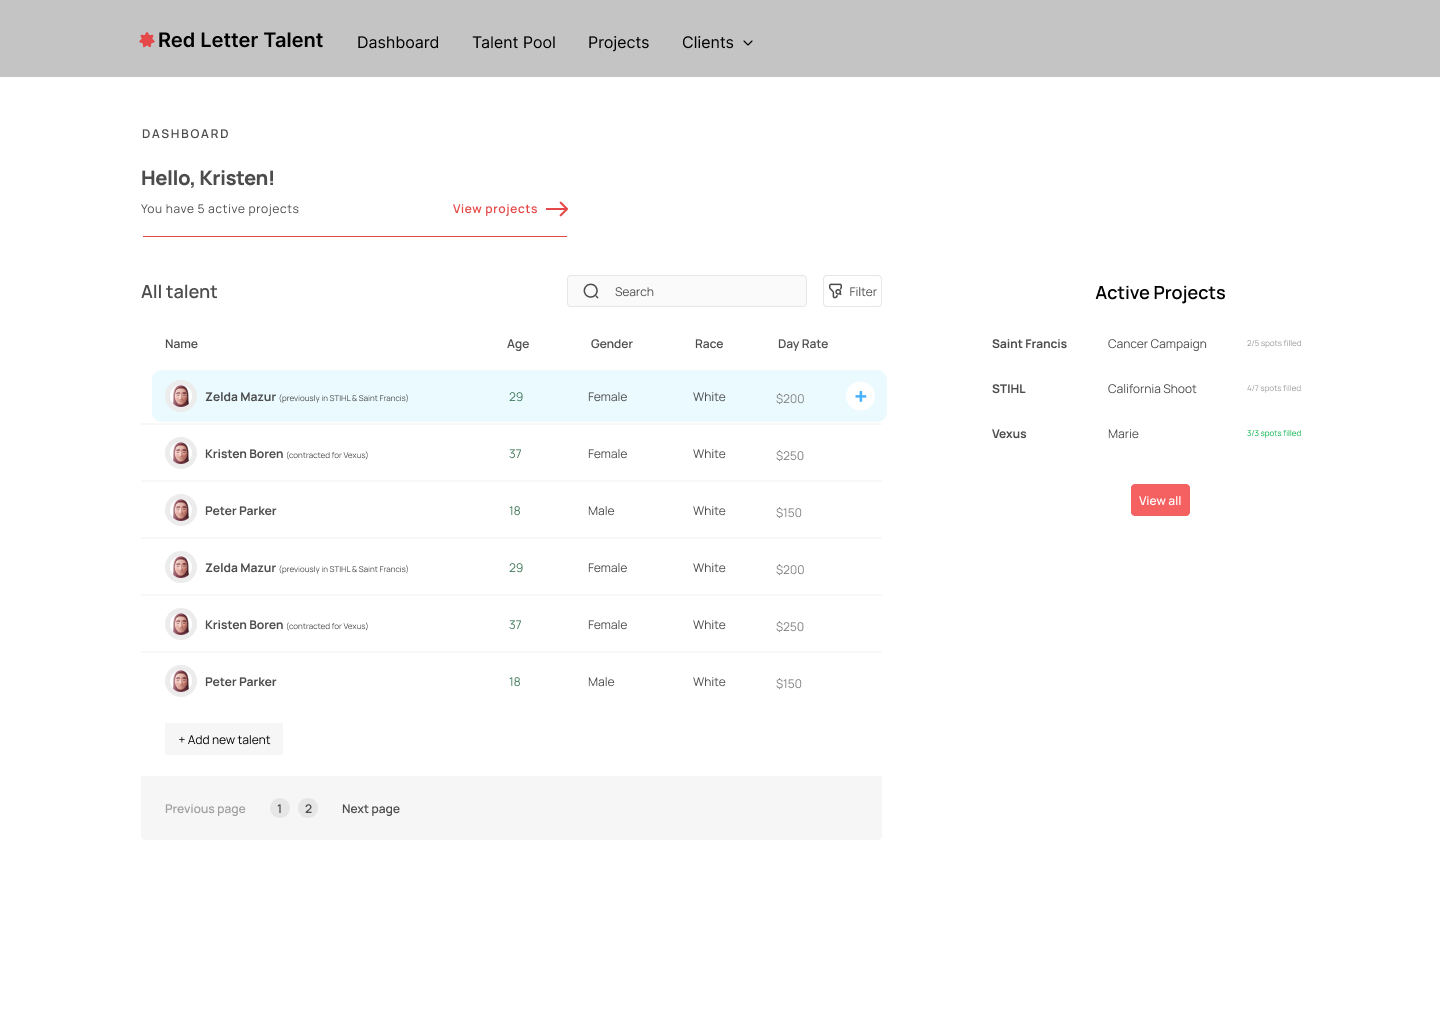 Red Letter Talent Dashboard Talent Pool Projects Clients
DASHBOARD
Hello, Kristen!
You have 5 active projects View projects
All talent Search Filter
Name Age Gender Race Day Rate
Zelda Mazur (previously in STIHL & Saint Francis) 29 Female White $200 +
Kristen Boren (contracted for Vexus) 37 Female White $250
Peter Parker 18 Male White $150
Zelda Mazur (previously in STIHL & Saint Francis) 29 Female White $200
Kristen Boren (contracted for Vexus) 37 Female White $250
Peter Parker 18 Male White $150
+ Add new talent
Previous page 1 2 Next page
Active Projects
Saint Francis Cancer Campaign 2/5 spots filled
STIHL California Shoot 4/7 spots filled
Vexus Marie 3/3 spots filled
View all